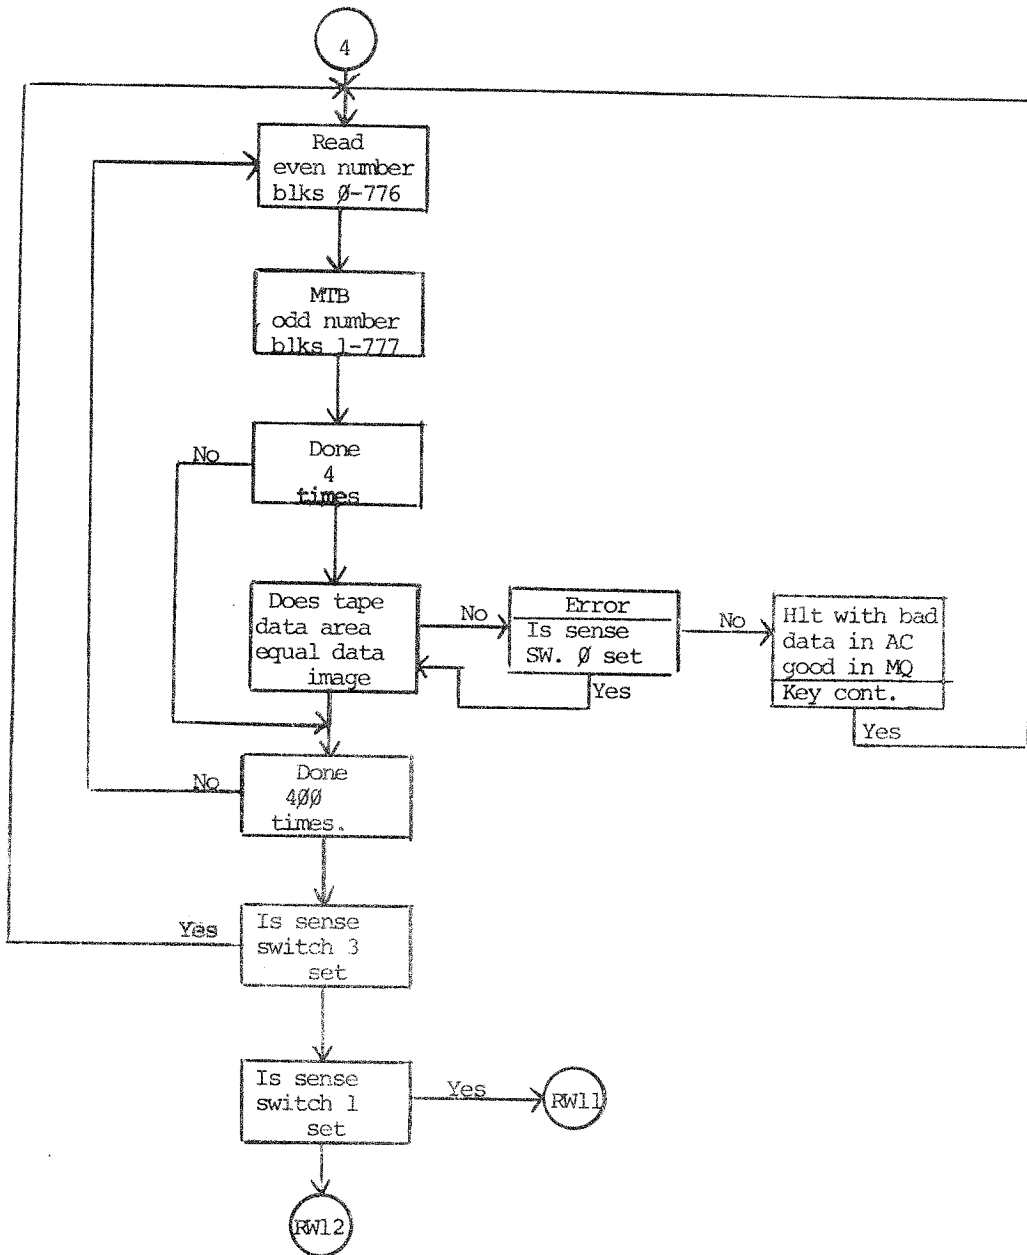 4
Read
even number
blks Ø-776
MTB
odd number
blks 1-777
Done
4
times
No
Does tape
data area
equal data
image
No
Error
Is sense
SW. Ø set
Yes
No
Hlt with bad
data in AC
good in MQ
Key cont.
Yes
Done
4ØØ
times.
No
Is sense
switch 3
set
Yes
Is sense
switch 1
set
Yes
RW11
RW12